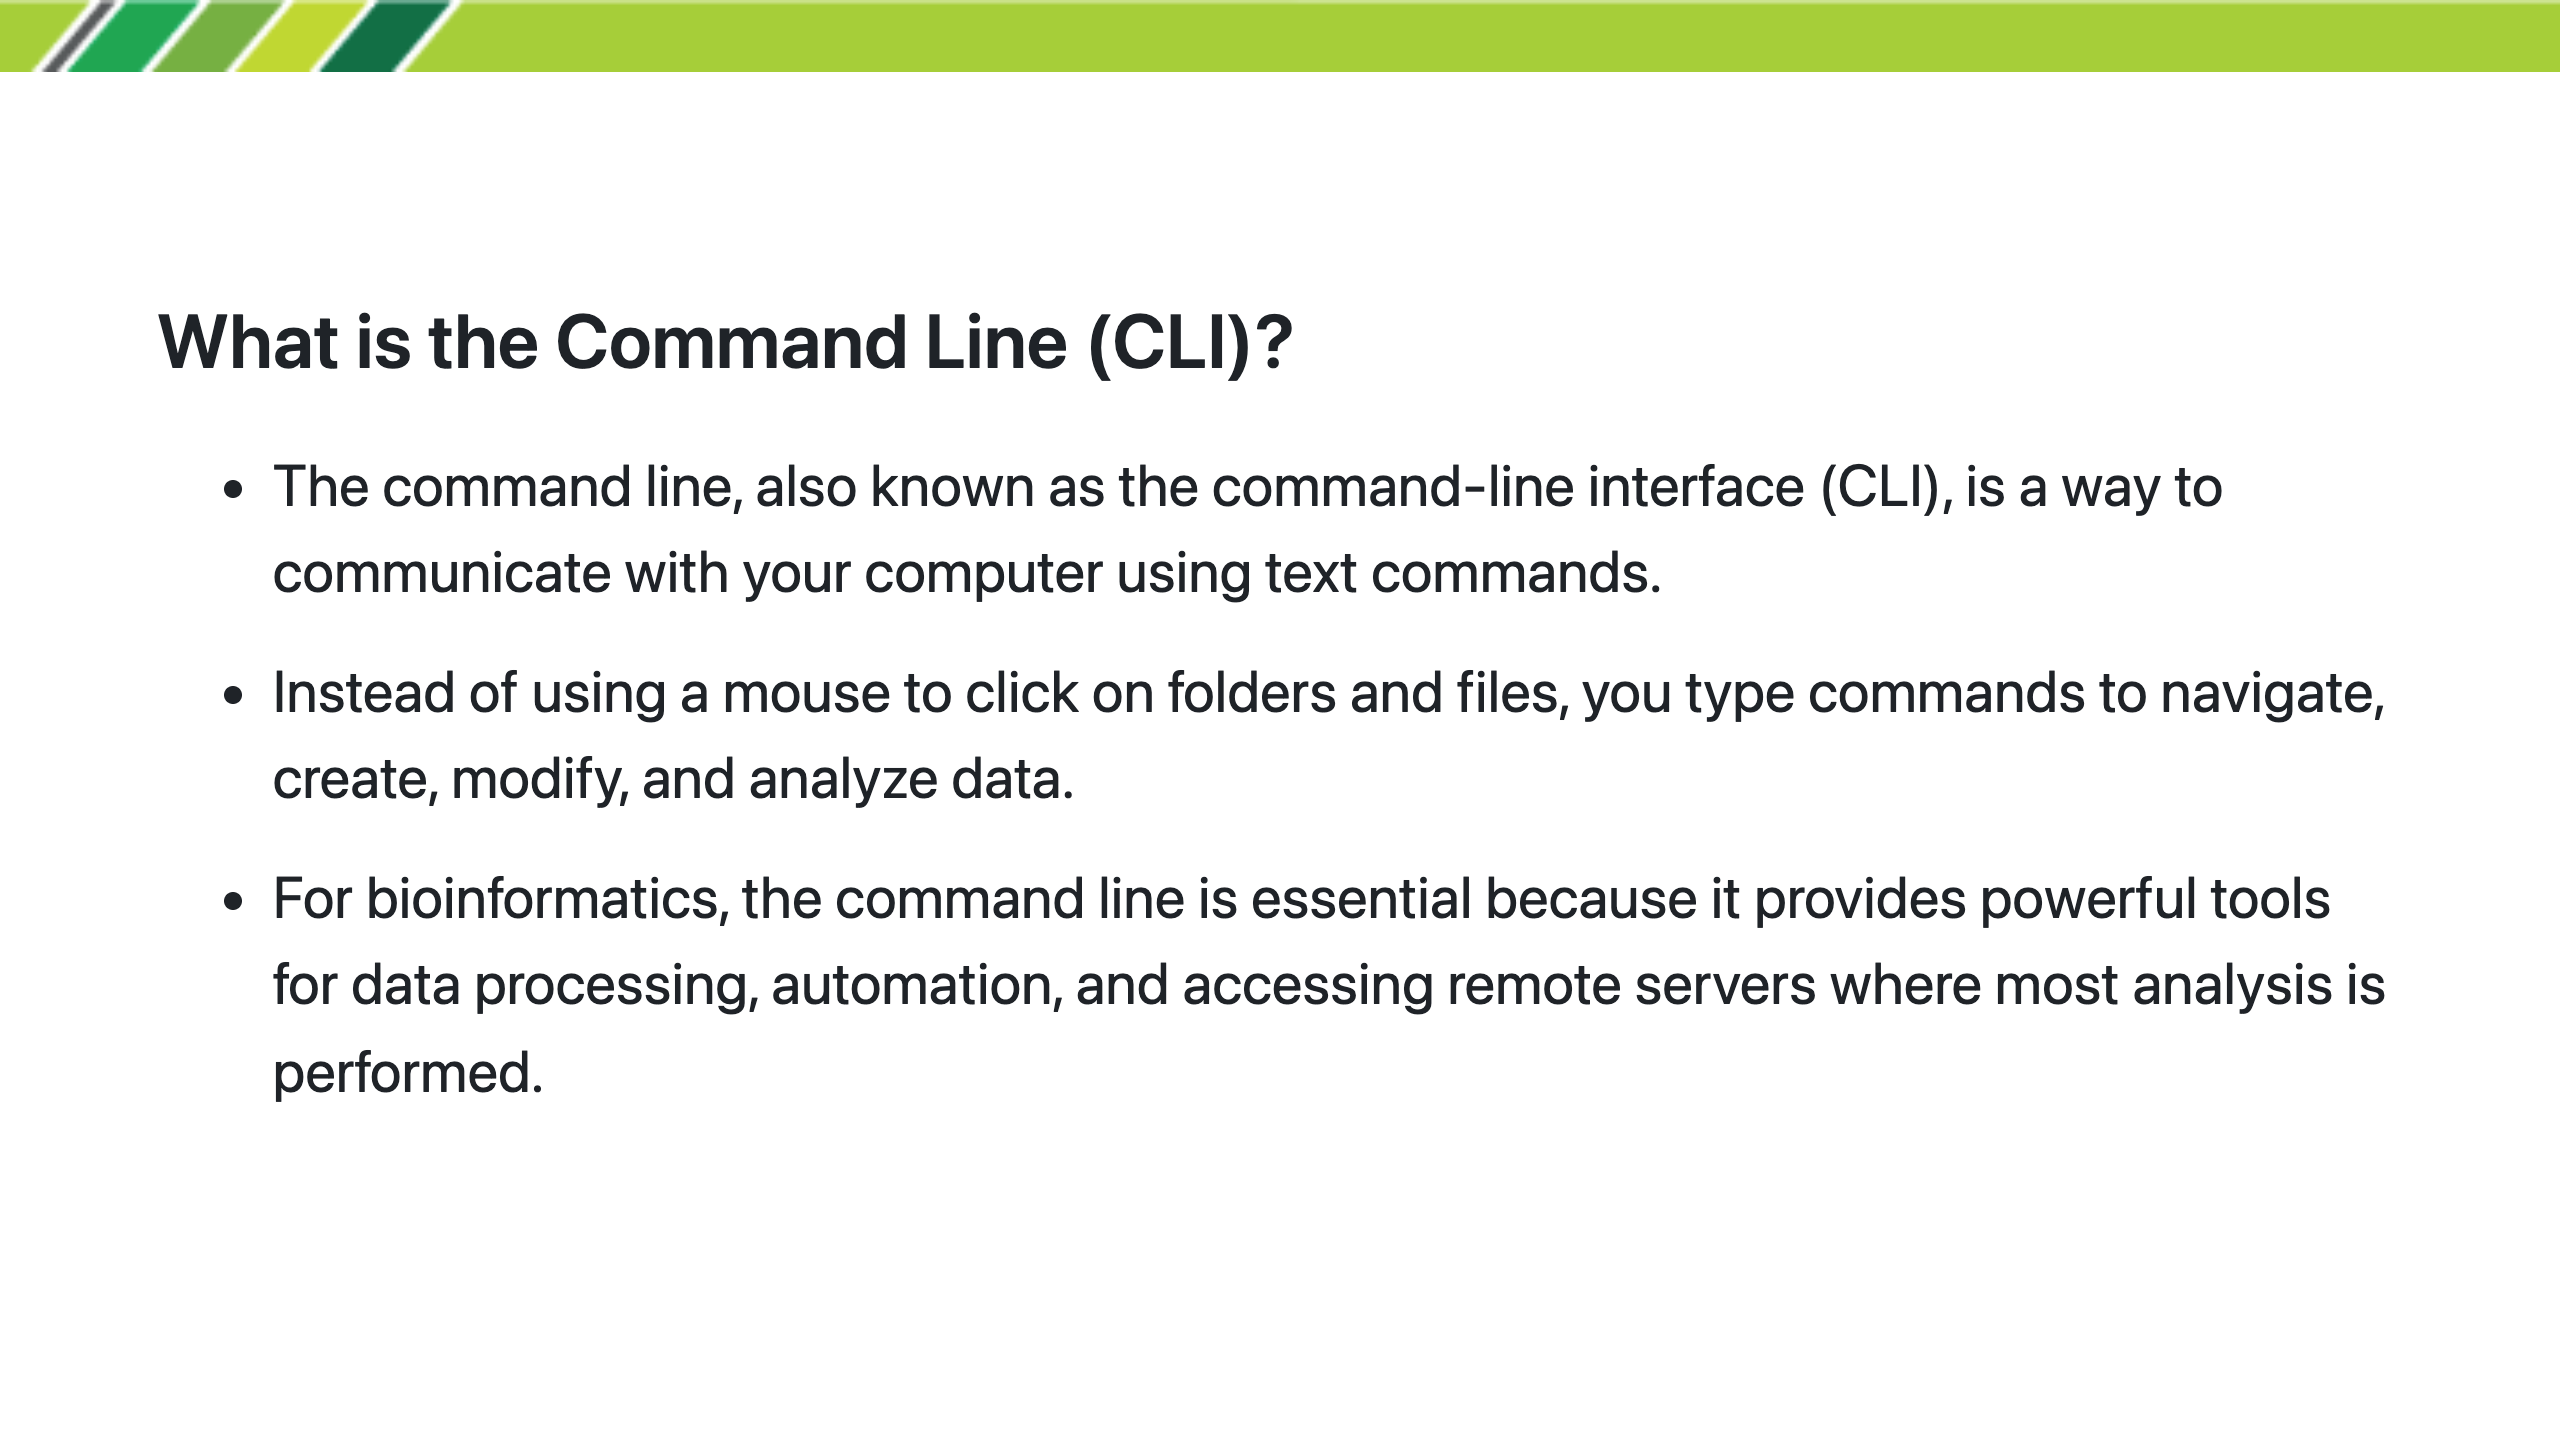 What is the Command Line (CLI)?
• The command line, also known as the command-line interface (CLI), is a way to
communicate with your computer using text commands.
• Instead of using a mouse to click on folders and files, you type commands to navigate,
create, modify, and analyze data.
• For bioinformatics, the command line is essential because it provides powerful tools
for data processing, automation, and accessing remote servers where most analysis is
performed.